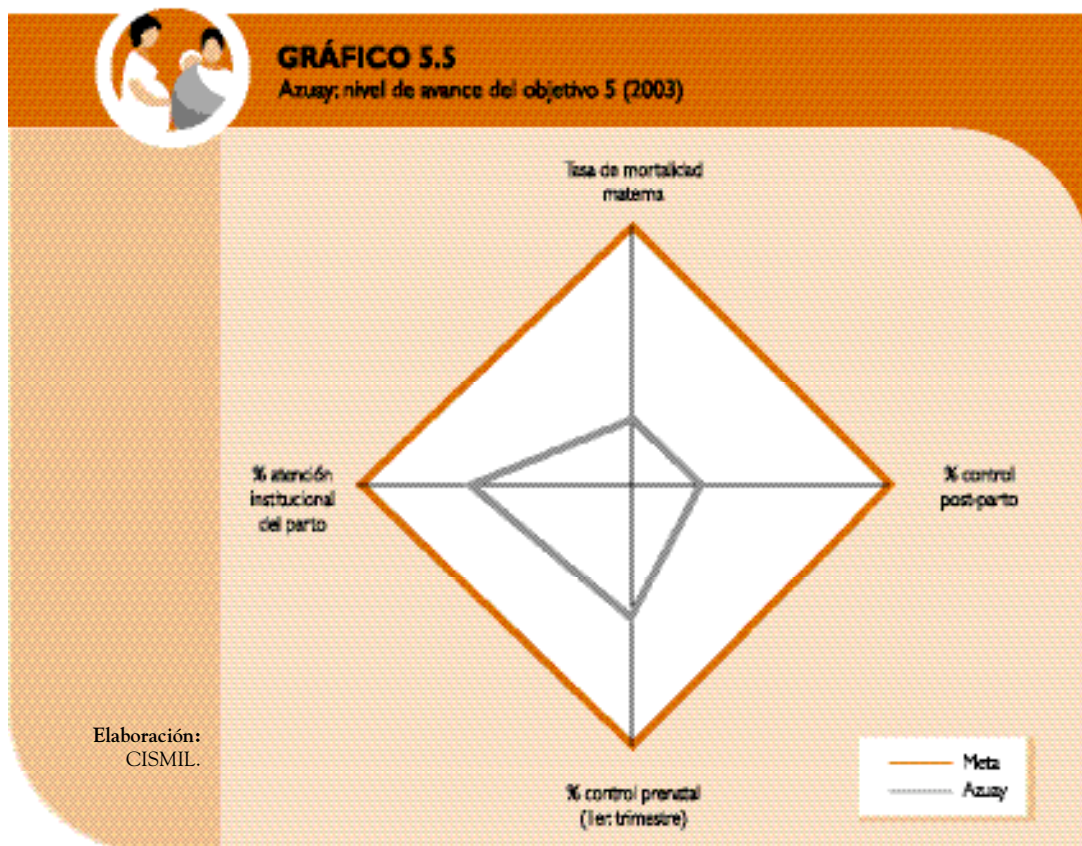 GRÁFICO 5.5
Azuay: nivel de avance del objetivo 5 (2003)
Tasa de mortalidad
materna
% atención
institucional
del parto
% control
post-parto
% control prenatal
(1er. trimestre)
Elaboración:
CISMIL.
Meta
Azuay